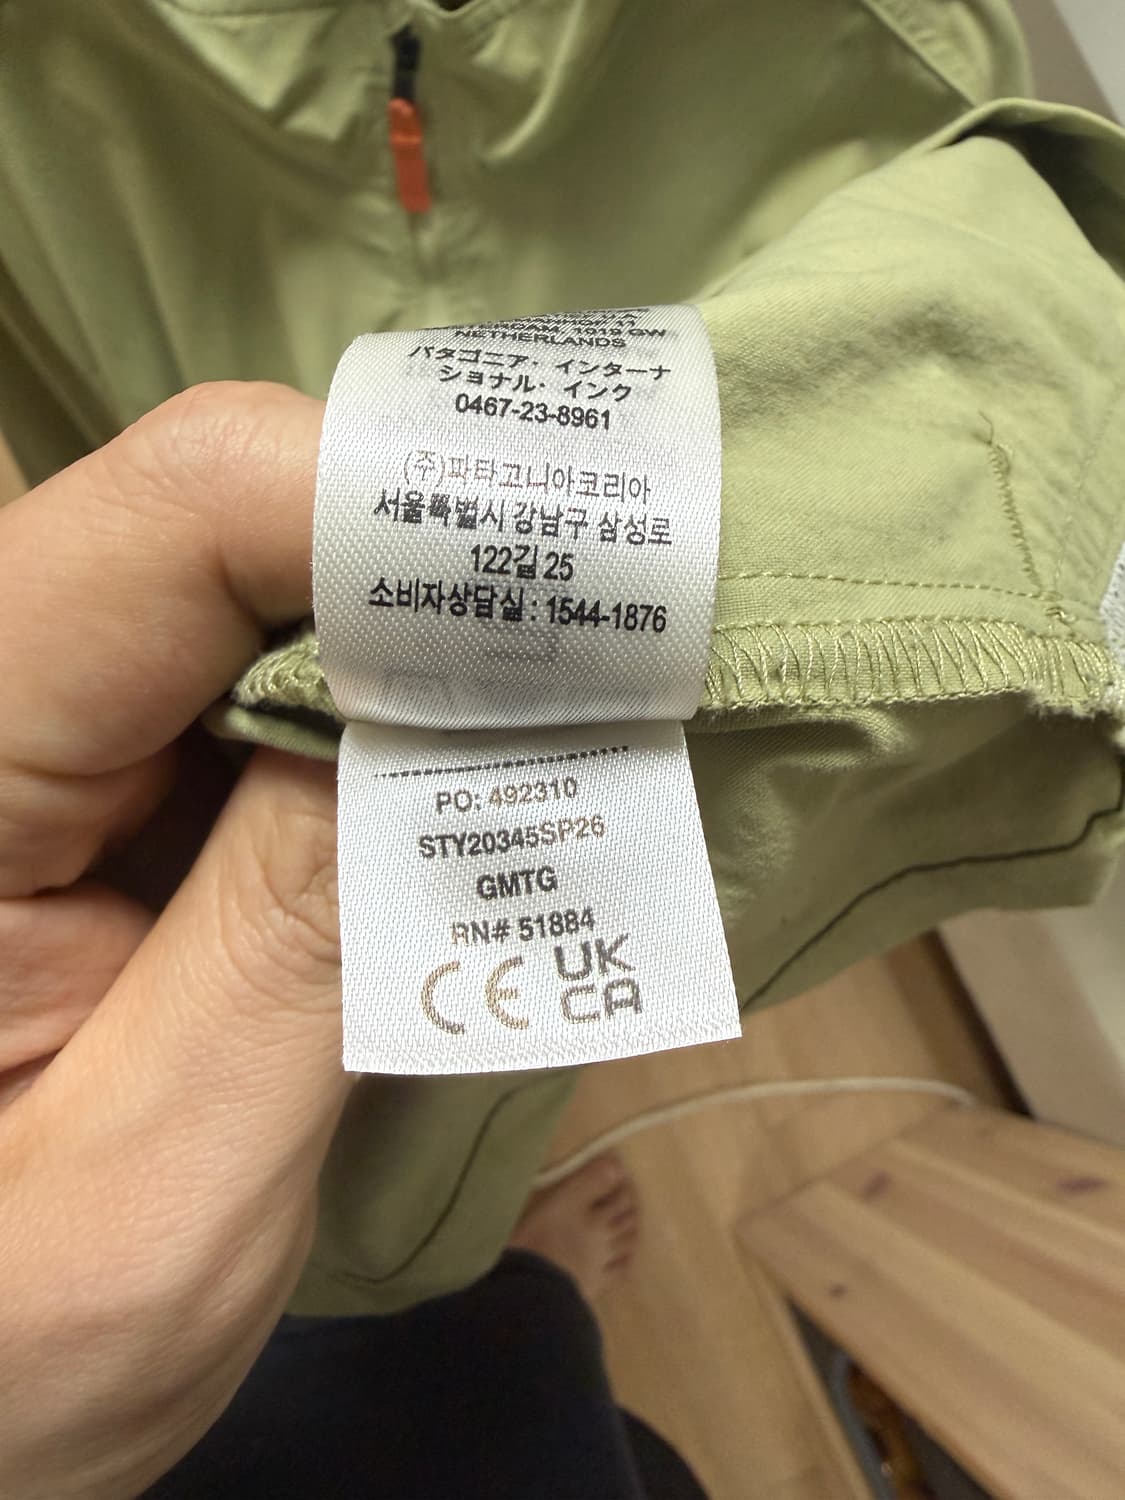 NETHERLANDS
パタゴニア・インターナ
ショナル・インク
0467-23-8961
(주)파타고니아코리아
서울특별시 강남구 삼성로
122길 25
소비자상담실 : 1544-1876
PO: 492310
STY20345SP26
GMTG
RN# 51884
CE UK
CA